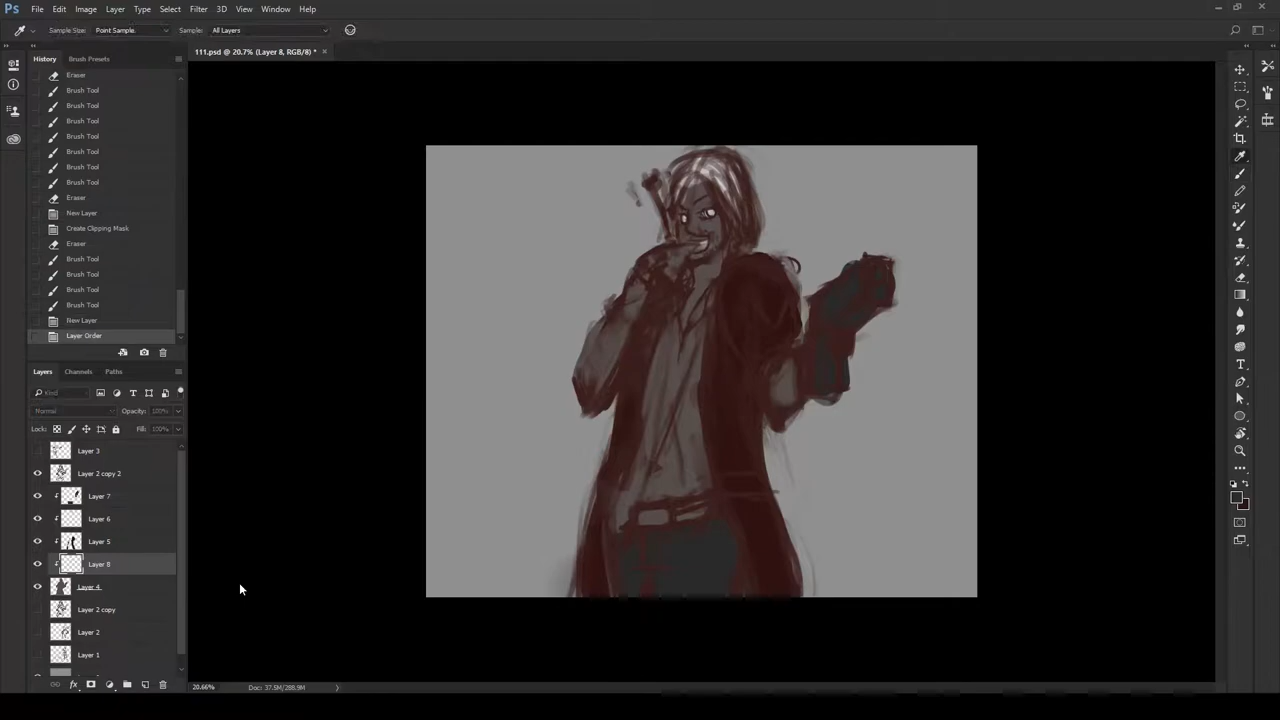 Ps File Edit Image Layer Type Select Filter 3D View Window Help
Sample Size: Point Sample Sample: All Layers
111.psd @ 20.7% (Layer 8, RGB/8) * ×
History Brush Presets
Eraser
Brush Tool
Brush Tool
Brush Tool
Brush Tool
Brush Tool
Brush Tool
Brush Tool
Eraser
New Layer
Create Clipping Mask
Eraser
Brush Tool
Brush Tool
Brush Tool
Brush Tool
New Layer
Layer Order
Layers Channels Paths
Kind
Normal Opacity: 100%
Lock: Fill: 100%
Layer 3
Layer 2 copy 2
Layer 7
Layer 6
Layer 5
Layer 8
Layer 4
Layer 2 copy
Layer 2
Layer 1
20.66% Doc: 37.5M/288.9M